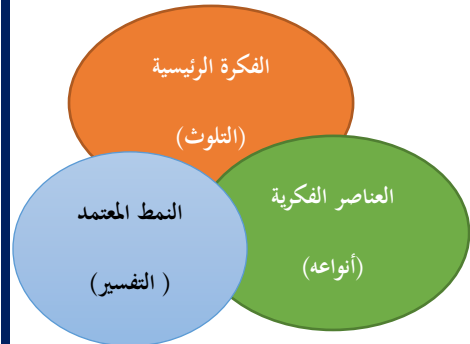 الفكرة الرئيسية
(التلوث)
العناصر الفكرية
(أنواعه)
النمط المعتمد
( التفسير)